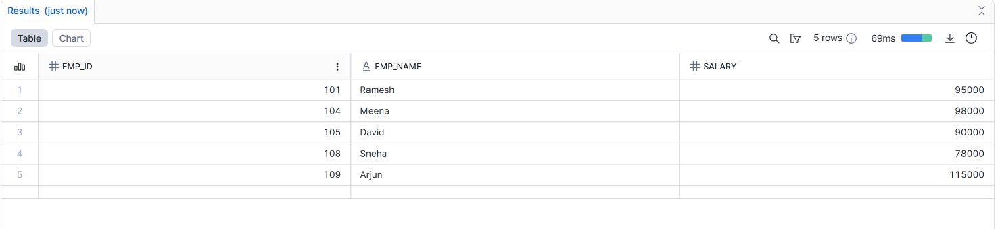 Results (just now)
Table Chart 5 rows 69ms
EMP_ID EMP_NAME SALARY
1 101 Ramesh 95000
2 104 Meena 98000
3 105 David 90000
4 108 Sneha 78000
5 109 Arjun 115000